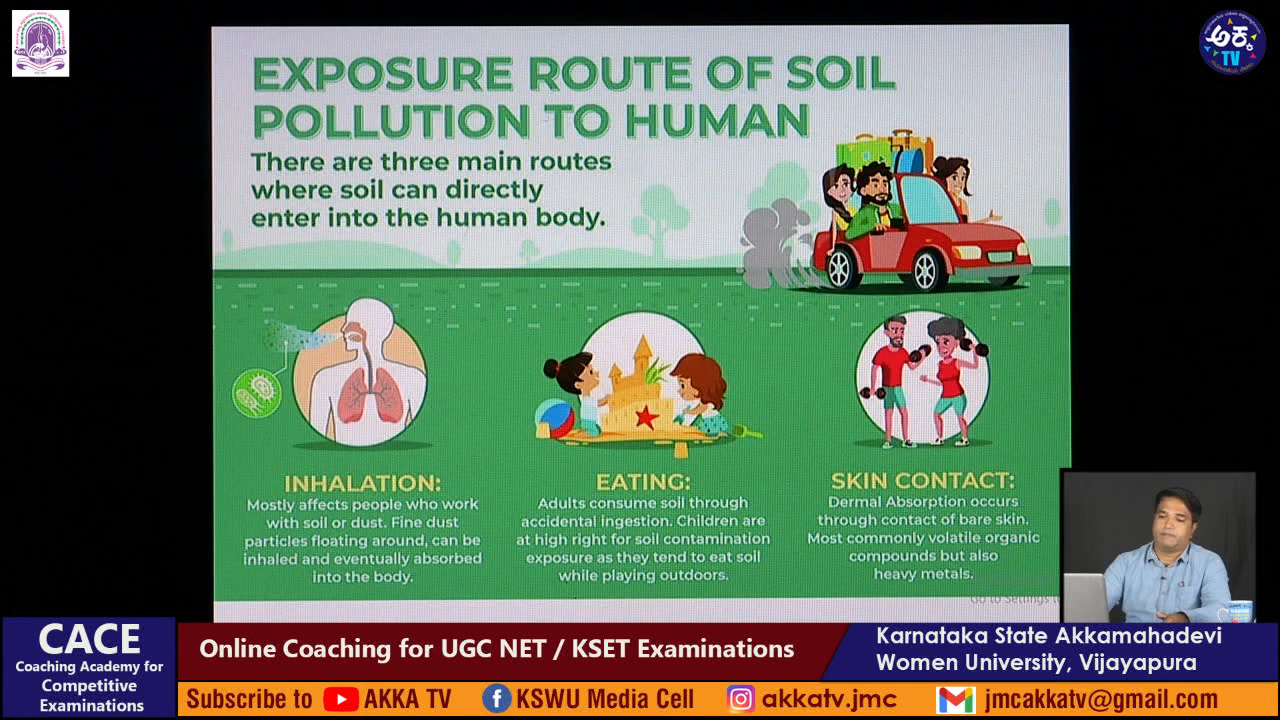 ಅಕ್ಕ
TV
EXPOSURE ROUTE OF SOIL
POLLUTION TO HUMAN
There are three main routes
where soil can directly
enter into the human body.
INHALATION:
Mostly affects people who work
with soil or dust. Fine dust
particles floating around, can be
inhaled and eventually absorbed
into the body.
EATING:
Adults consume soil through
accidental ingestion. Children are
at high right for soil contamination
exposure as they tend to eat soil
while playing outdoors.
SKIN CONTACT:
Dermal Absorption occurs
through contact of bare skin.
Most commonly volatile organic
compounds but also
heavy metals.
Go to Settings to
CACE
Coaching Academy for
Competitive
Examinations
Online Coaching for UGC NET / KSET Examinations
Karnataka State Akkamahadevi
Women University, Vijayapura
Subscribe to AKKA TV KSWU Media Cell akkatv.jmc jmcakkatv@gmail.com